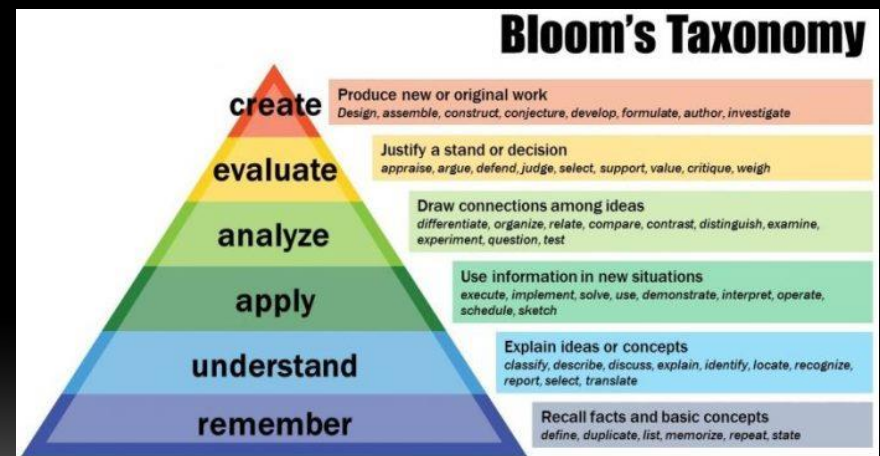 Bloom's Taxonomy
create
Produce new or original work
Design, assemble, construct, conjecture, develop, formulate, author, investigate
evaluate
Justify a stand or decision
appraise, argue, defend, judge, select, support, value, critique, weigh
analyze
Draw connections among ideas
differentiate, organize, relate, compare, contrast, distinguish, examine,
experiment, question, test
apply
Use information in new situations
execute, implement, solve, use, demonstrate, interpret, operate,
schedule, sketch
understand
Explain ideas or concepts
classify, describe, discuss, explain, identify, locate, recognize,
report, select, translate
remember
Recall facts and basic concepts
define, duplicate, list, memorize, repeat, state